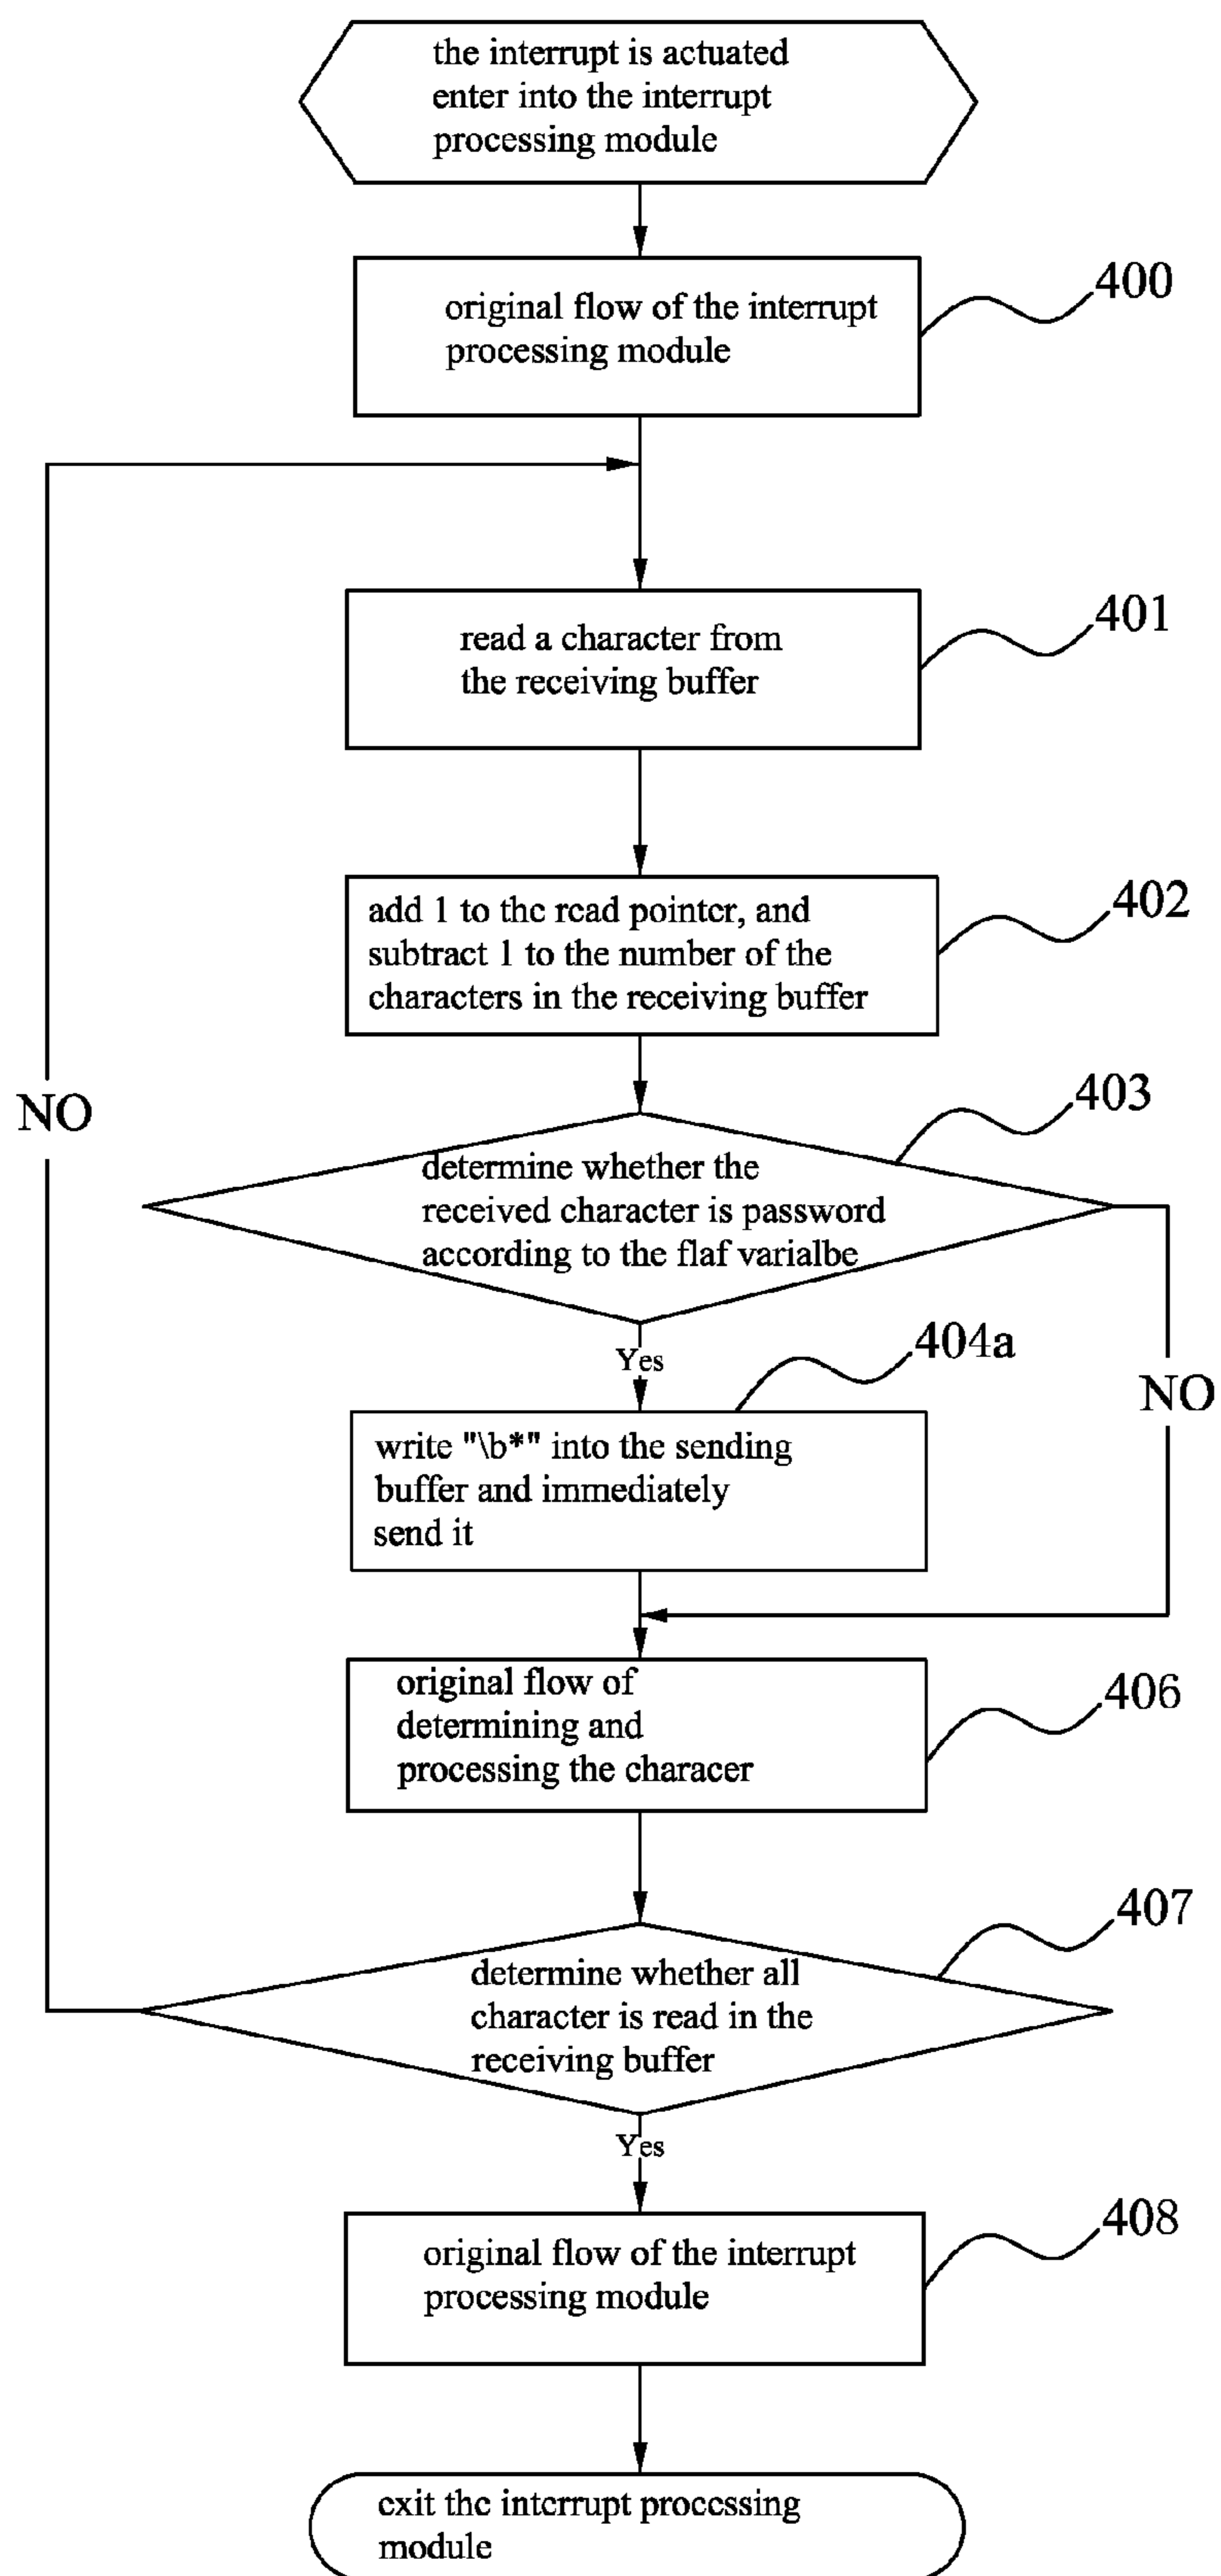 the interrupt is actuated
enter into the interrupt
processing module
400
original flow of the interrupt
processing module
401
read a character from
the receiving buffer
402
add 1 to the read pointer, and
subtract 1 to the number of the
characters in the receiving buffer
403
NO
determine whether the
received character is password
according to the flaf varialbe
404a
Yes
NO
write "\b*" into the sending
buffer and immediately
send it
406
original flow of
determining and
processing the characer
407
determine whether all
character is read in the
receiving buffer
Yes
408
original flow of the interrupt
processing module
exit the interrupt processing
module